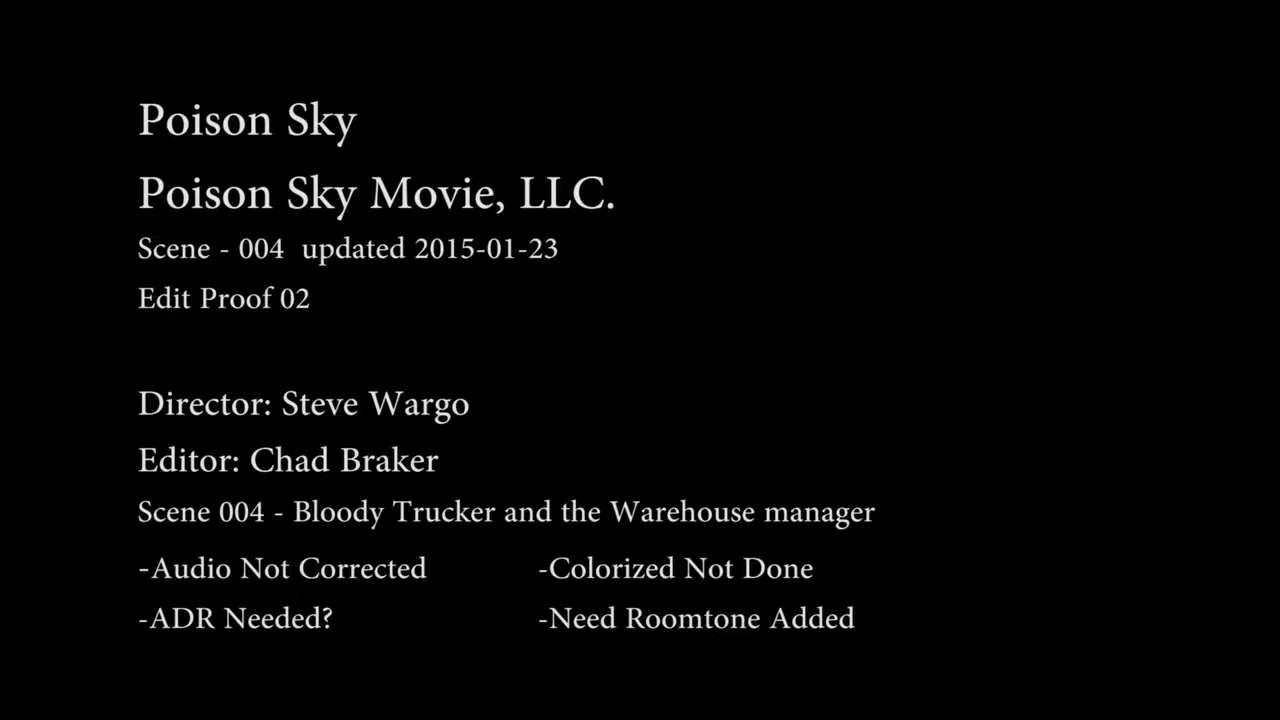 Poison Sky
Poison Sky Movie, LLC.
Scene - 004  updated 2015-01-23
Edit Proof 02
Director: Steve Wargo
Editor: Chad Braker
Scene 004 - Bloody Trucker and the Warehouse manager
-Audio Not Corrected
-Colorized Not Done
-ADR Needed?
-Need Roomtone Added